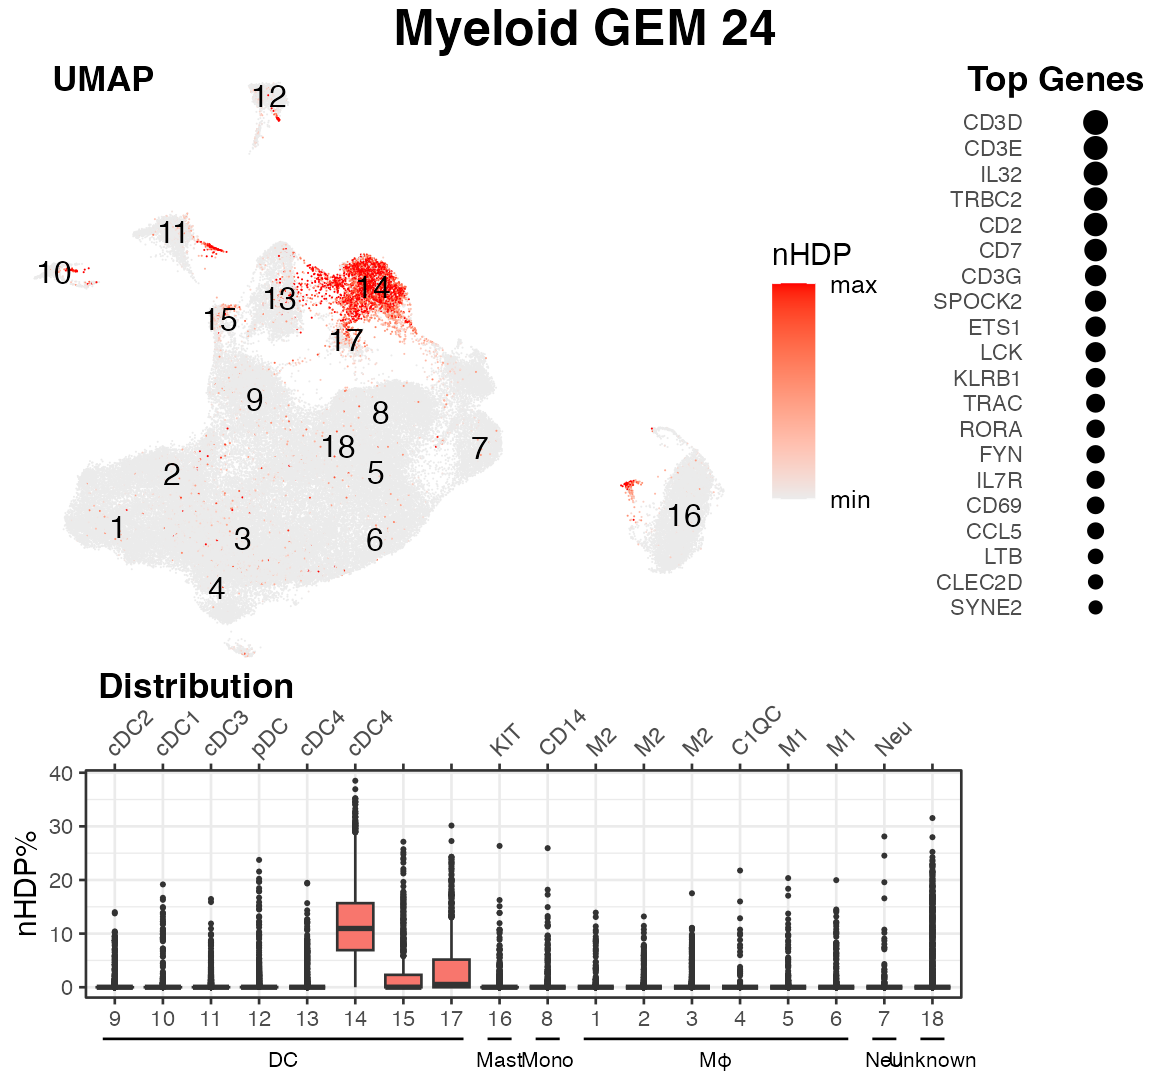 Myeloid GEM 24
UMAP
Top Genes
12
11
10
13
14
15
17
9
8
18
7
2
5
1
3
6
4
16
nHDP
max
min
CD3D
CD3E
IL32
TRBC2
CD2
CD7
CD3G
SPOCK2
ETS1
LCK
KLRB1
TRAC
RORA
FYN
IL7R
CD69
CCL5
LTB
CLEC2D
SYNE2
Distribution
cDC2 cDC1 cDC3 pDC cDC4 cDC4 KIT CD14 M2 M2 M2 C1QC M1 M1 Neu
nHDP%
40
30
20
10
0
9 10 11 12 13 14 15 17 16 8 1 2 3 4 5 6 7 18
DC Mast Mono Mϕ Neu Unknown